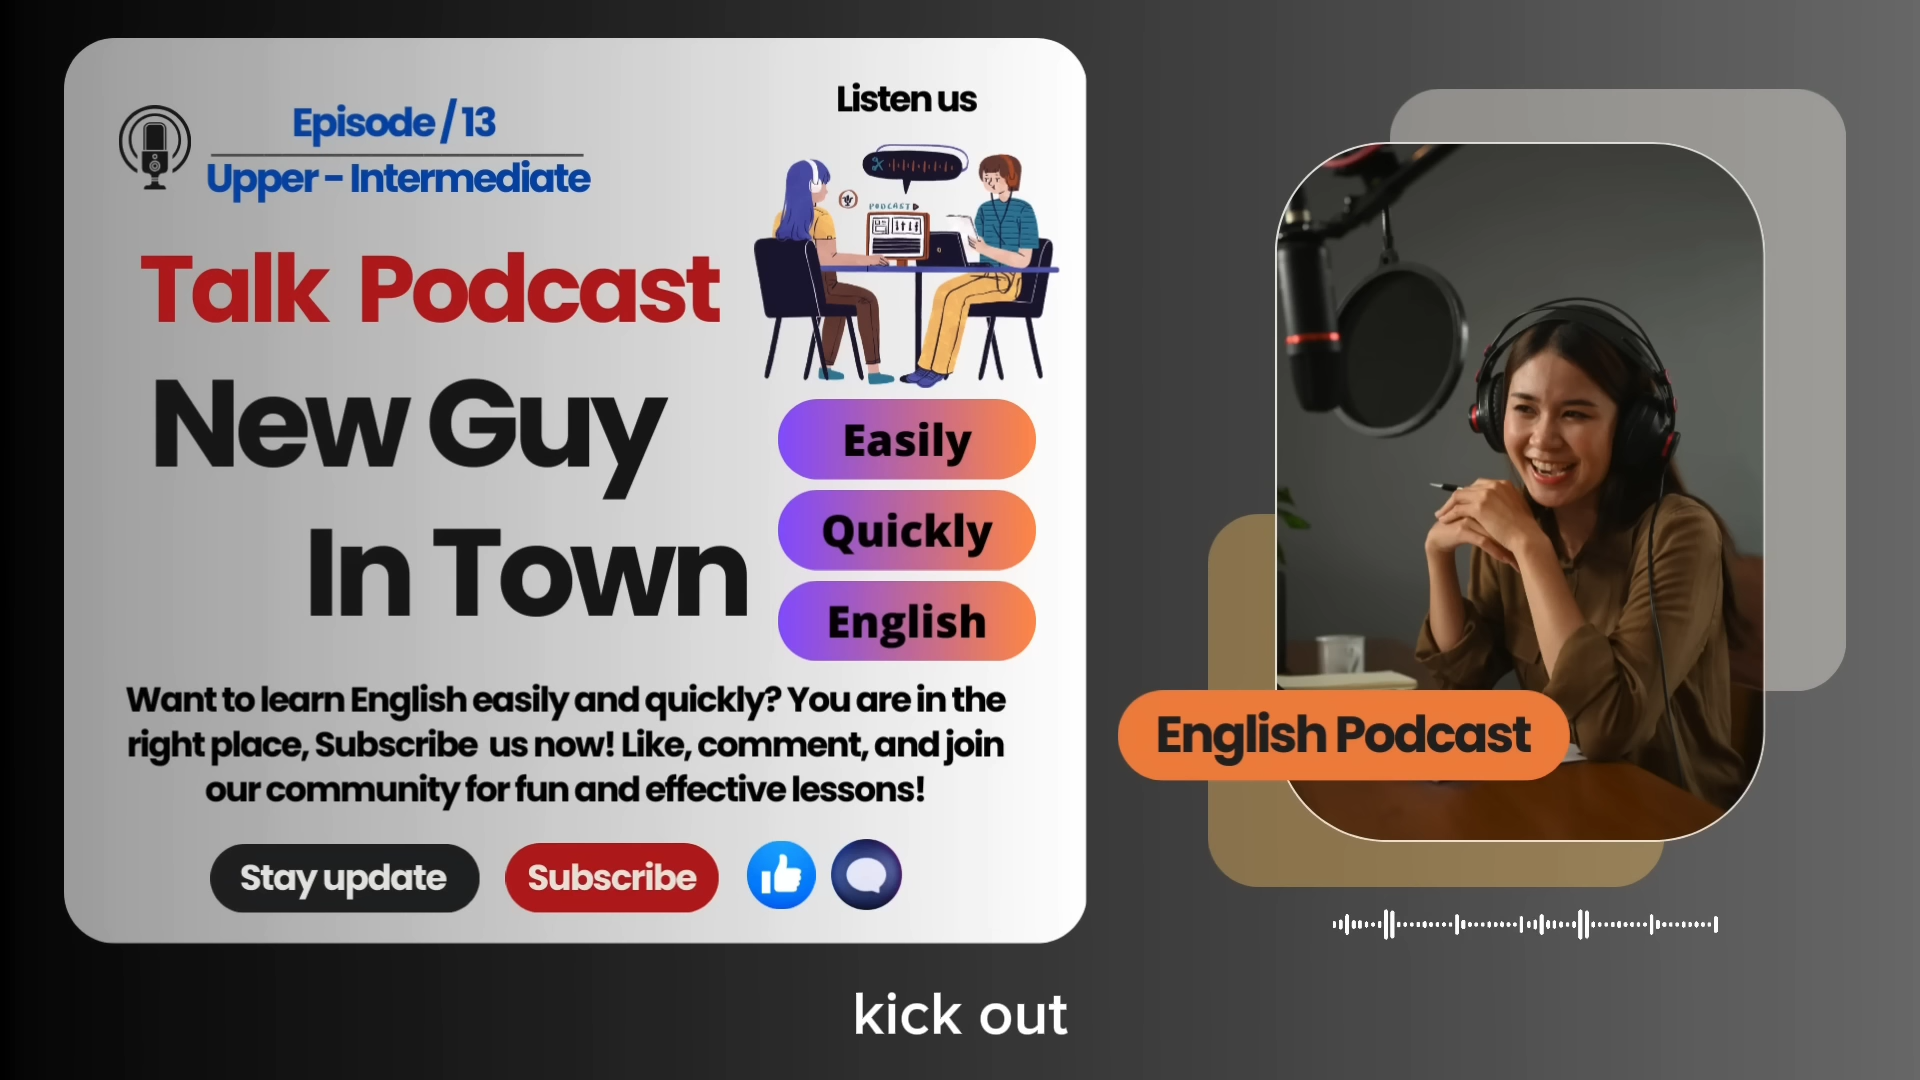 Episode / 13
Upper - Intermediate
Listen us
PODCAST
Talk Podcast
New Guy
In Town
Easily
Quickly
English
Want to learn English easily and quickly? You are in the
right place, Subscribe us now! Like, comment, and join
our community for fun and effective lessons!
Stay update
Subscribe
English Podcast
kick out